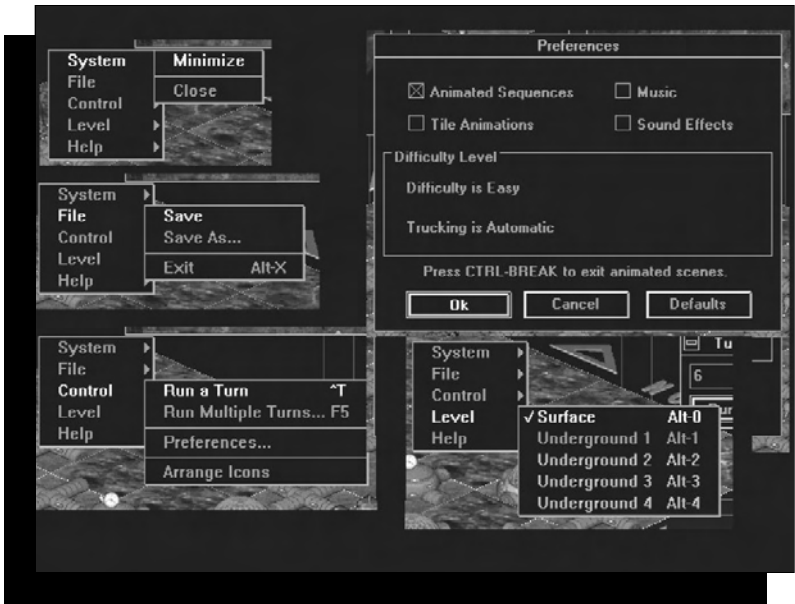 System Minimize
File
Close
Control
Level
Help
System
File Save
Control Save As...
Level
Exit Alt-X
Help
System
File
Control Run a Turn ^T
Level Run Multiple Turns... F5
Help
Preferences...
Arrange Icons
Preferences
Animated Sequences Music
Tile Animations Sound Effects
Difficulty Level
Difficulty is Easy
Trucking is Automatic
Press CTRL-BREAK to exit animated scenes.
Ok Cancel Defaults
System
File
Control
Level ✓Surface Alt-0
Help Underground 1 Alt-1
Underground 2 Alt-2
Underground 3 Alt-3
Underground 4 Alt-4
Tu
6